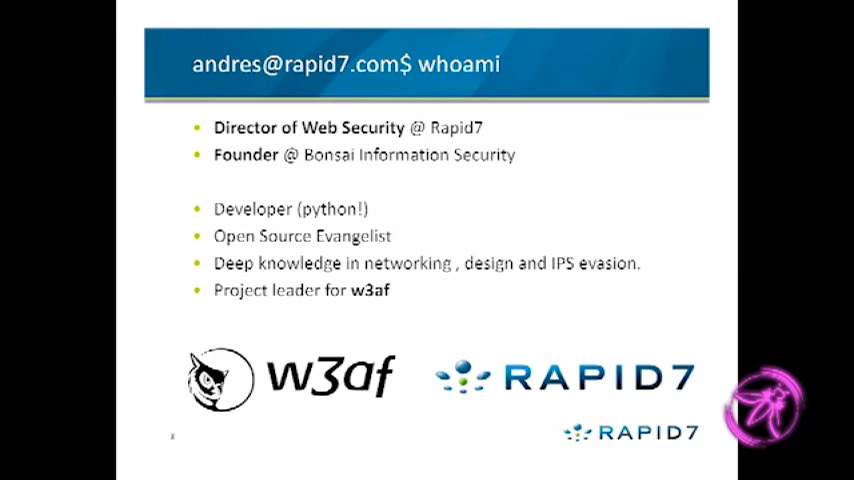 andres@rapid7.com$ whoami
Director of Web Security @ Rapid7
Founder @ Bonsai Information Security
Developer (python!)
Open Source Evangelist
Deep knowledge in networking , design and IPS evasion.
Project leader for w3af
w3af
RAPID7
RAPID7